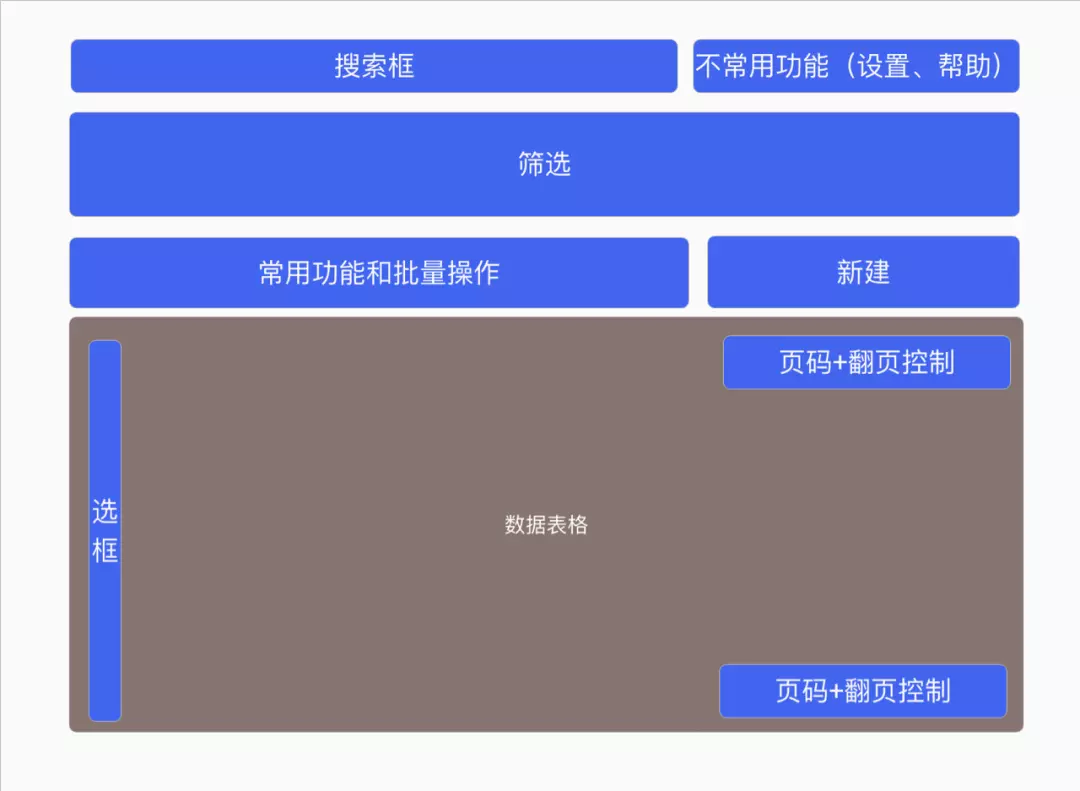 搜索框
不常用功能（设置、帮助）
筛选
常用功能和批量操作
新建
页码+翻页控制
选
框
数据表格
页码+翻页控制